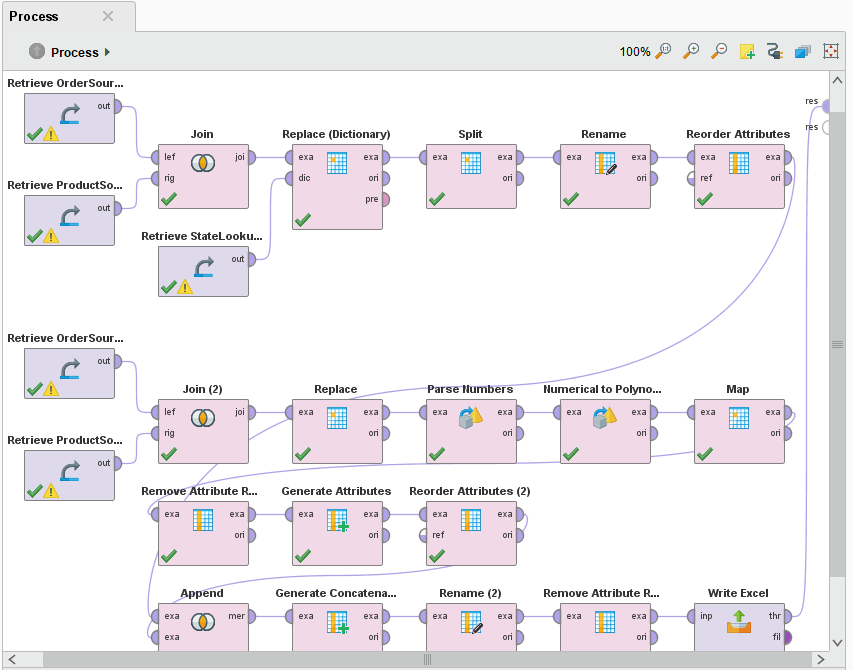 Process
Process
100%
Retrieve OrderSour...
out
res
res
Join
lef
joi
rig
Replace (Dictionary)
exa
exa
dic
ori
pre
Split
exa
exa
ori
Rename
exa
exa
ori
Reorder Attributes
exa
exa
ref
ori
Retrieve ProductSo...
out
Retrieve StateLooku...
out
Retrieve OrderSour...
out
Join (2)
lef
joi
rig
Replace
exa
exa
ori
Parse Numbers
exa
exa
ori
Numerical to Polyno...
exa
exa
ori
Map
exa
exa
ori
Retrieve ProductSo...
out
Remove Attribute R...
exa
exa
ori
Generate Attributes
exa
exa
ori
Reorder Attributes (2)
exa
exa
ref
ori
Append
exa
mer
exa
Generate Concatena...
exa
exa
ori
Rename (2)
exa
exa
ori
Remove Attribute R...
exa
exa
ori
Write Excel
inp
thr
fil